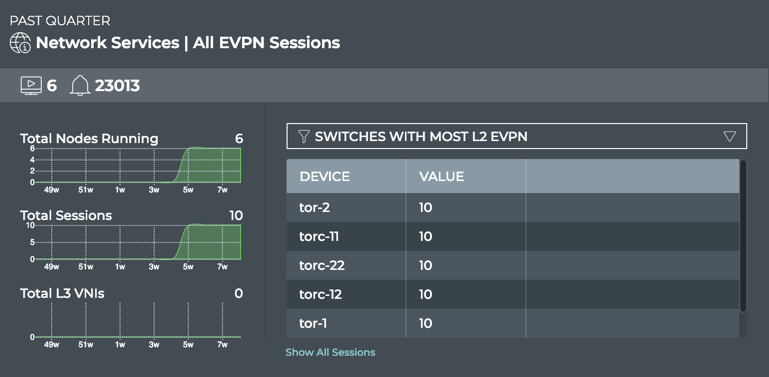 PAST QUARTER
Network Services | All EVPN Sessions
6 23013
Total Nodes Running 6
6
4
2
0
49w 51w 1w 3w 5w 7w
Total Sessions 10
10
5
0
49w 51w 1w 3w 5w 7w
Total L3 VNIs 0
0
49w 51w 1w 3w 5w 7w
SWITCHES WITH MOST L2 EVPN
DEVICE VALUE
tor-2 10
torc-11 10
torc-22 10
torc-12 10
tor-1 10
Show All Sessions